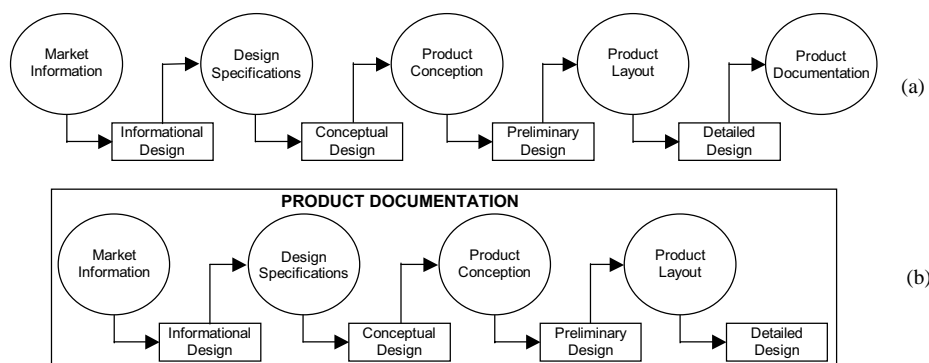 Market
Information
Design
Specifications
Product
Conception
Product
Layout
Product
Documentation
(a)
Informational
Design
Conceptual
Design
Preliminary
Design
Detailed
Design
PRODUCT DOCUMENTATION
Market
Information
Design
Specifications
Product
Conception
Product
Layout
(b)
Informational
Design
Conceptual
Design
Preliminary
Design
Detailed
Design